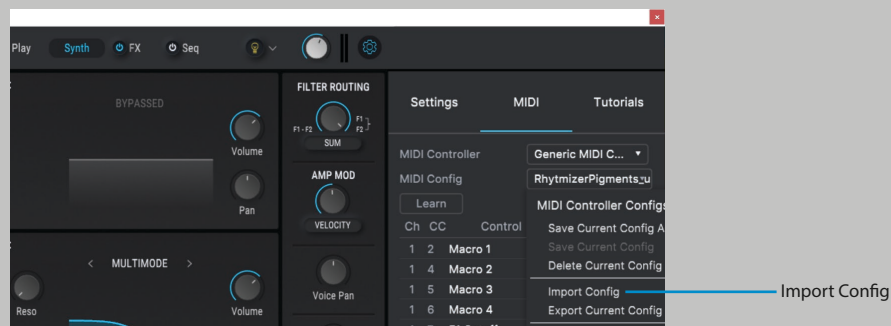 x
Play Synth FX Seq
BYPASSED
Volume
Pan
MULTIMODE
Reso
Volume
FILTER ROUTING
F1
F1 - F2 F2
SUM
AMP MOD
VELOCITY
Voice Pan
Settings MIDI Tutorials
MIDI Controller Generic MIDI C...
MIDI Config
Learn MIDI Controller Configs
Ch CC Control Save Current Config A
1 2 Macro 1 Save Current Config
1 4 Macro 2 Delete Current Config
1 5 Macro 3 Import Config
1 6 Macro 4 Export Current Config
Import Config